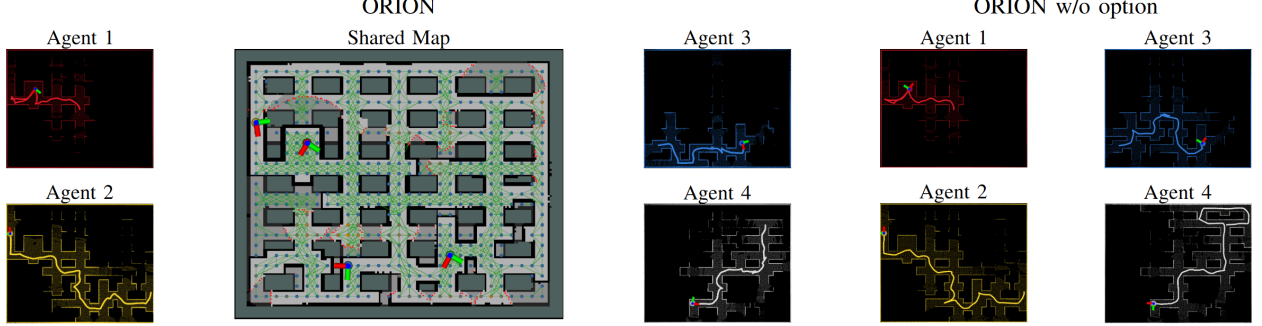 ORION
ORION w/o option
Agent 1
Shared Map
Agent 3
Agent 1
Agent 3
Agent 2
Agent 4
Agent 2
Agent 4